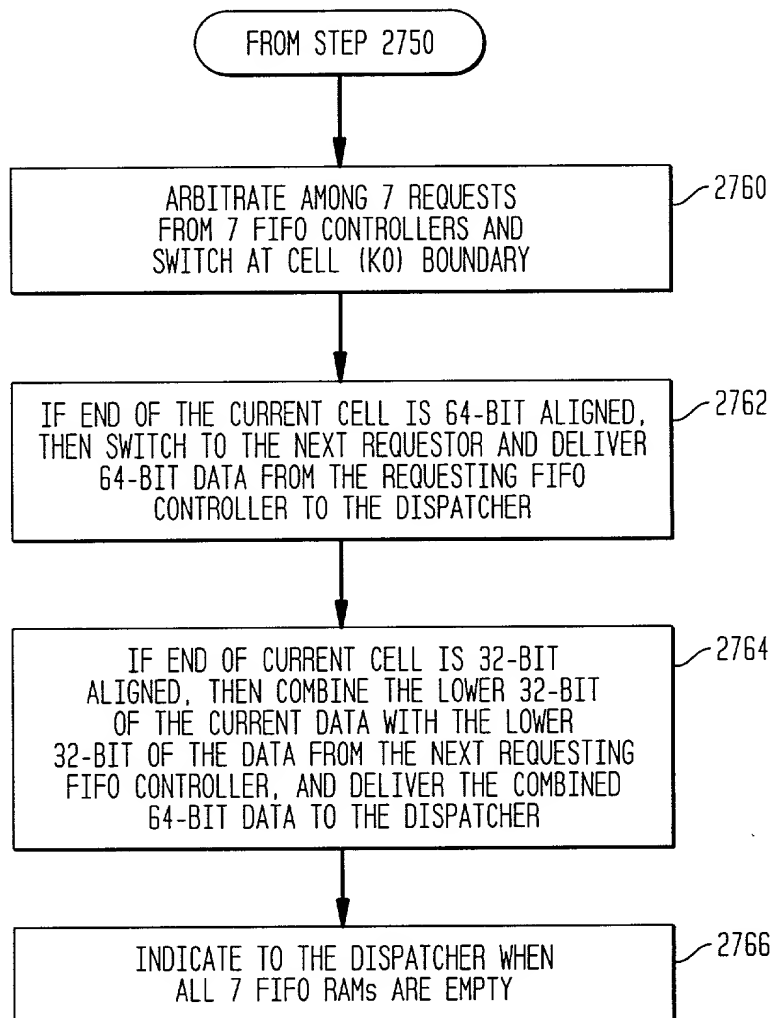 FROM STEP 2750
ARBITRATE AMONG 7 REQUESTS
FROM 7 FIFO CONTROLLERS AND
SWITCH AT CELL (K0) BOUNDARY
2760
IF END OF THE CURRENT CELL IS 64-BIT ALIGNED,
THEN SWITCH TO THE NEXT REQUESTOR AND DELIVER
64-BIT DATA FROM THE REQUESTING FIFO
CONTROLLER TO THE DISPATCHER
2762
IF END OF CURRENT CELL IS 32-BIT
ALIGNED, THEN COMBINE THE LOWER 32-BIT
OF THE CURRENT DATA WITH THE LOWER
32-BIT OF THE DATA FROM THE NEXT REQUESTING
FIFO CONTROLLER, AND DELIVER THE COMBINED
64-BIT DATA TO THE DISPATCHER
2764
INDICATE TO THE DISPATCHER WHEN
ALL 7 FIFO RAMs ARE EMPTY
2766